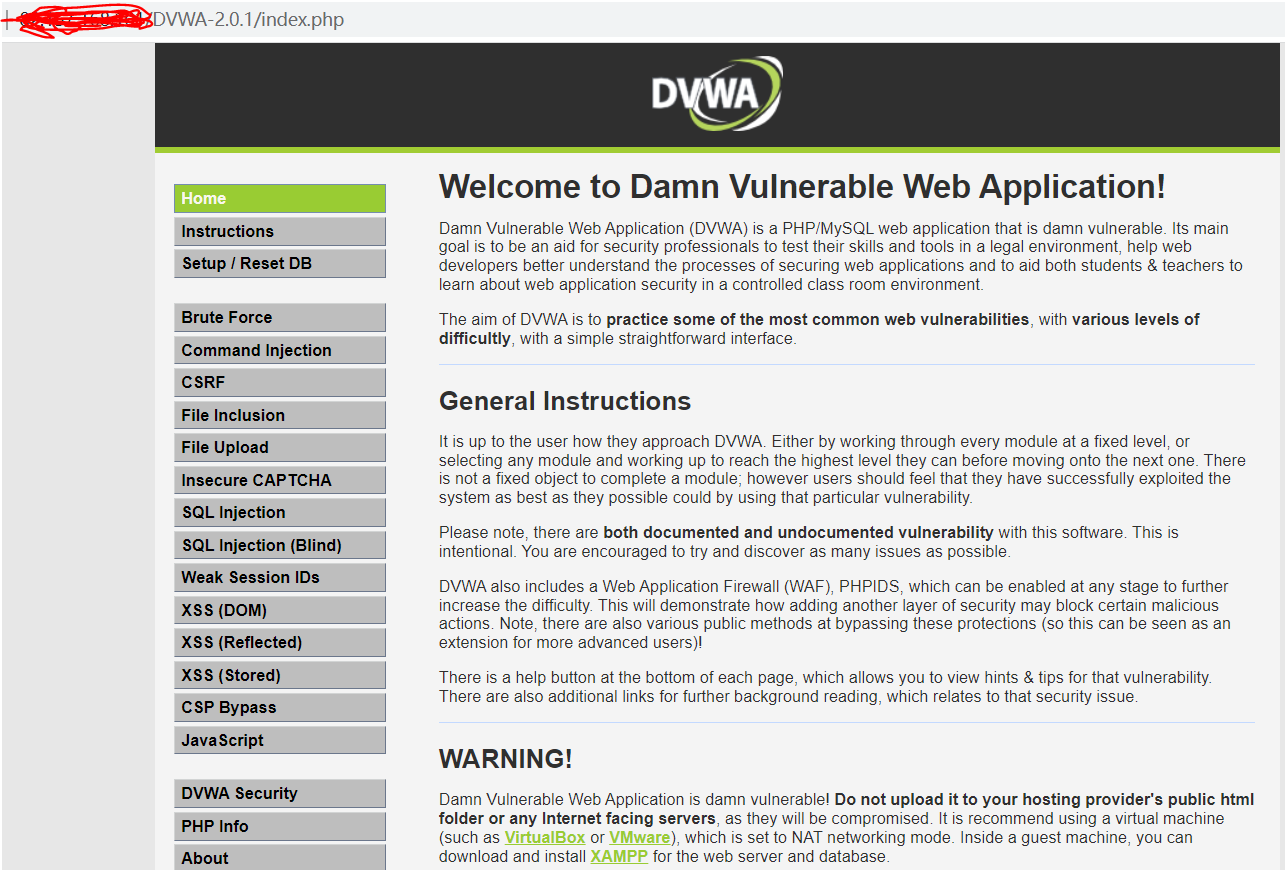 /DVWA-2.0.1/index.php
DVWA
Home
Instructions
Setup / Reset DB
Brute Force
Command Injection
CSRF
File Inclusion
File Upload
Insecure CAPTCHA
SQL Injection
SQL Injection (Blind)
Weak Session IDs
XSS (DOM)
XSS (Reflected)
XSS (Stored)
CSP Bypass
JavaScript
DVWA Security
PHP Info
About
Welcome to Damn Vulnerable Web Application!
Damn Vulnerable Web Application (DVWA) is a PHP/MySQL web application that is damn vulnerable. Its main
goal is to be an aid for security professionals to test their skills and tools in a legal environment, help web
developers better understand the processes of securing web applications and to aid both students & teachers to
learn about web application security in a controlled class room environment.
The aim of DVWA is to practice some of the most common web vulnerabilities, with various levels of
difficultly, with a simple straightforward interface.
General Instructions
It is up to the user how they approach DVWA. Either by working through every module at a fixed level, or
selecting any module and working up to reach the highest level they can before moving onto the next one. There
is not a fixed object to complete a module; however users should feel that they have successfully exploited the
system as best as they possible could by using that particular vulnerability.
Please note, there are both documented and undocumented vulnerability with this software. This is
intentional. You are encouraged to try and discover as many issues as possible.
DVWA also includes a Web Application Firewall (WAF), PHPIDS, which can be enabled at any stage to further
increase the difficulty. This will demonstrate how adding another layer of security may block certain malicious
actions. Note, there are also various public methods at bypassing these protections (so this can be seen as an
extension for more advanced users)!
There is a help button at the bottom of each page, which allows you to view hints & tips for that vulnerability.
There are also additional links for further background reading, which relates to that security issue.
WARNING!
Damn Vulnerable Web Application is damn vulnerable! Do not upload it to your hosting provider's public html
folder or any Internet facing servers, as they will be compromised. It is recommend using a virtual machine
(such as VirtualBox or VMware), which is set to NAT networking mode. Inside a guest machine, you can
download and install XAMPP for the web server and database.